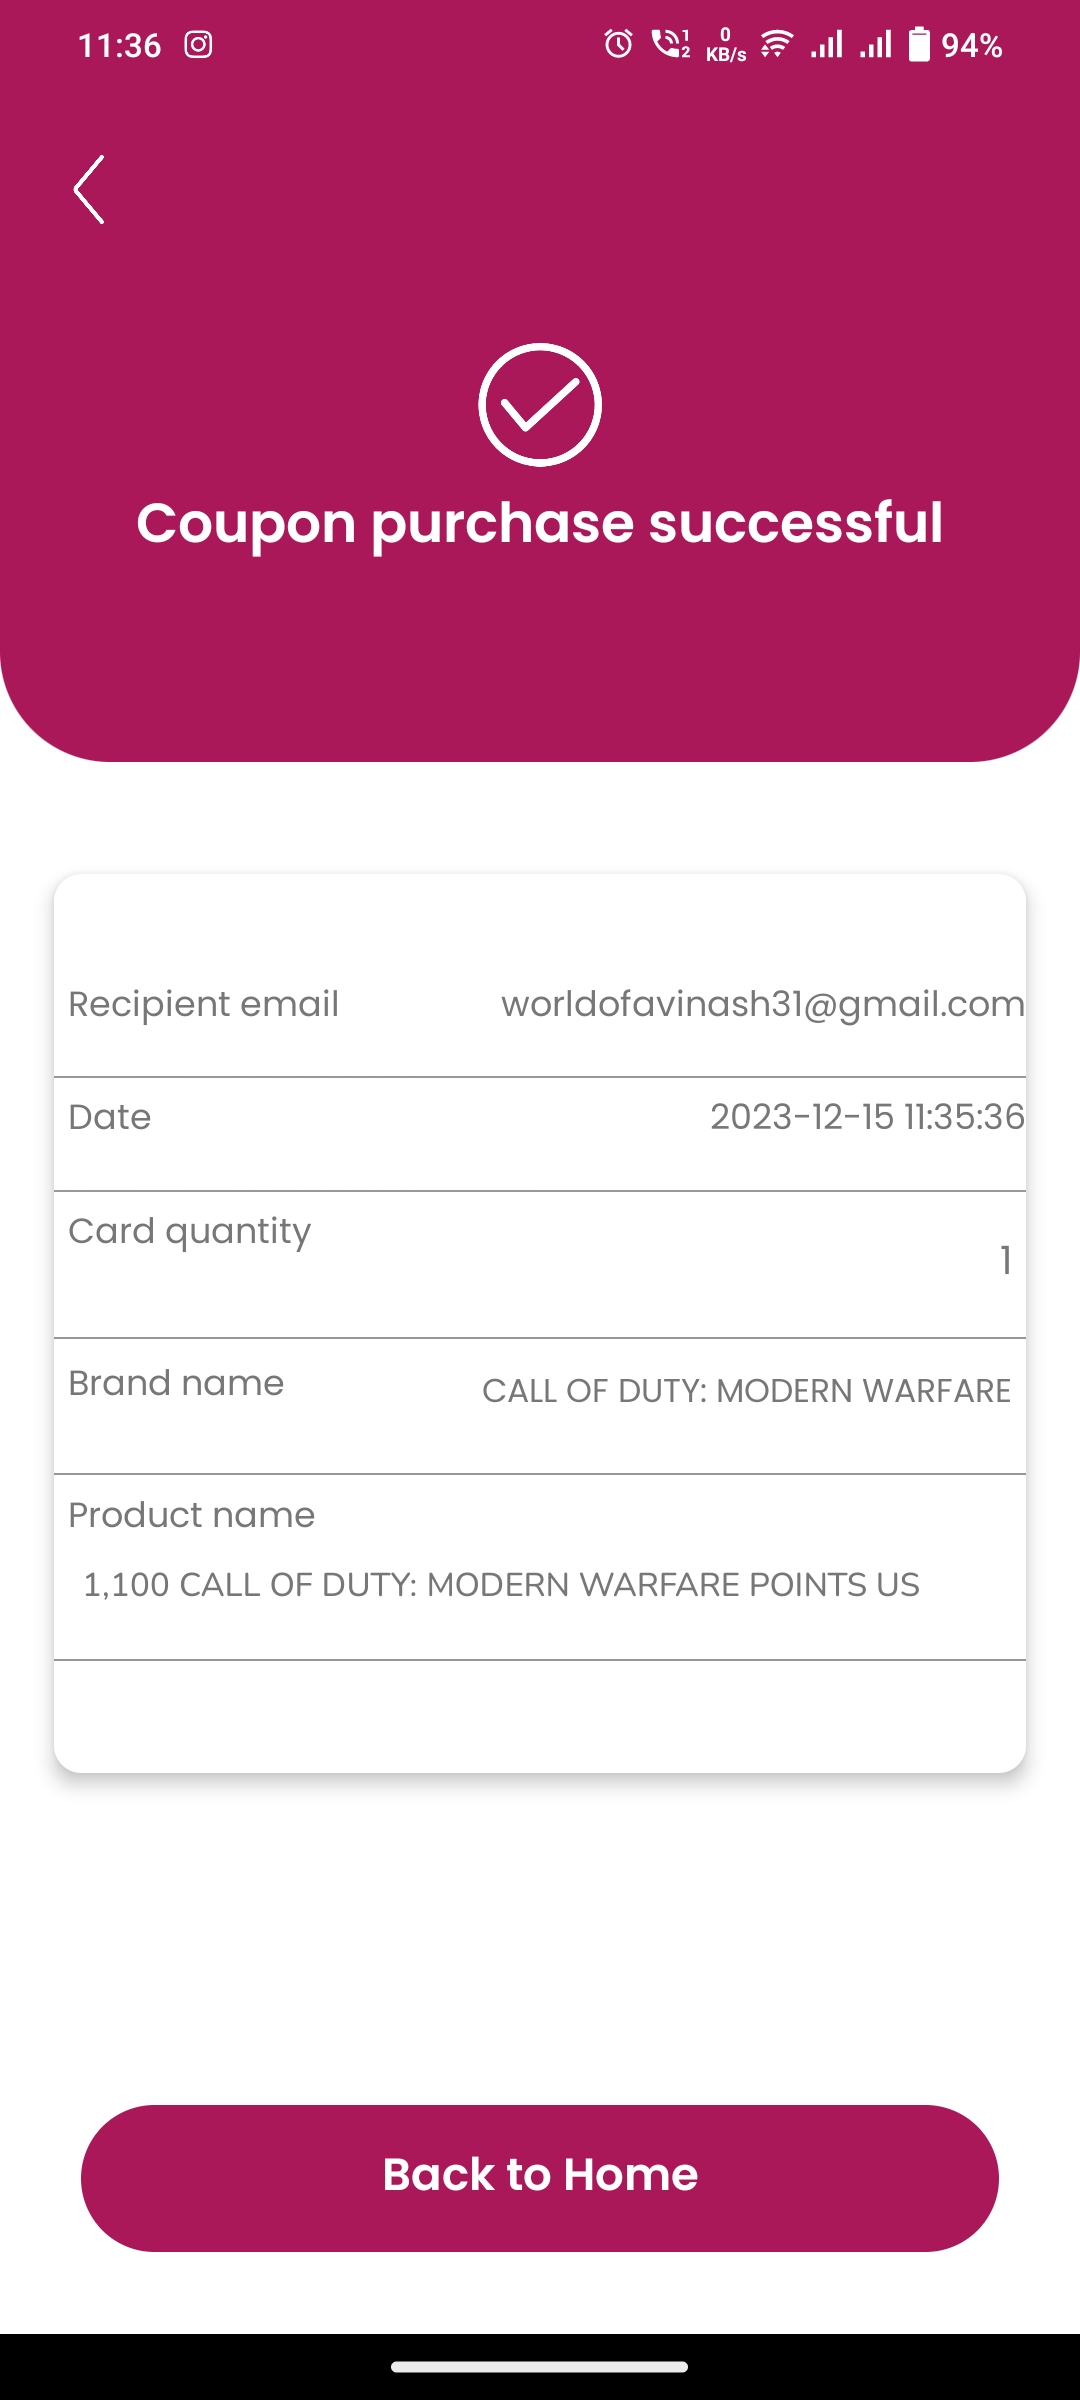 11:36
1
2
0
KB/s
94%
Coupon purchase successful
Recipient email worldofavinash31@gmail.com
Date 2023-12-15 11:35:36
Card quantity
1
Brand name CALL OF DUTY: MODERN WARFARE
Product name
1,100 CALL OF DUTY: MODERN WARFARE POINTS US
Back to Home